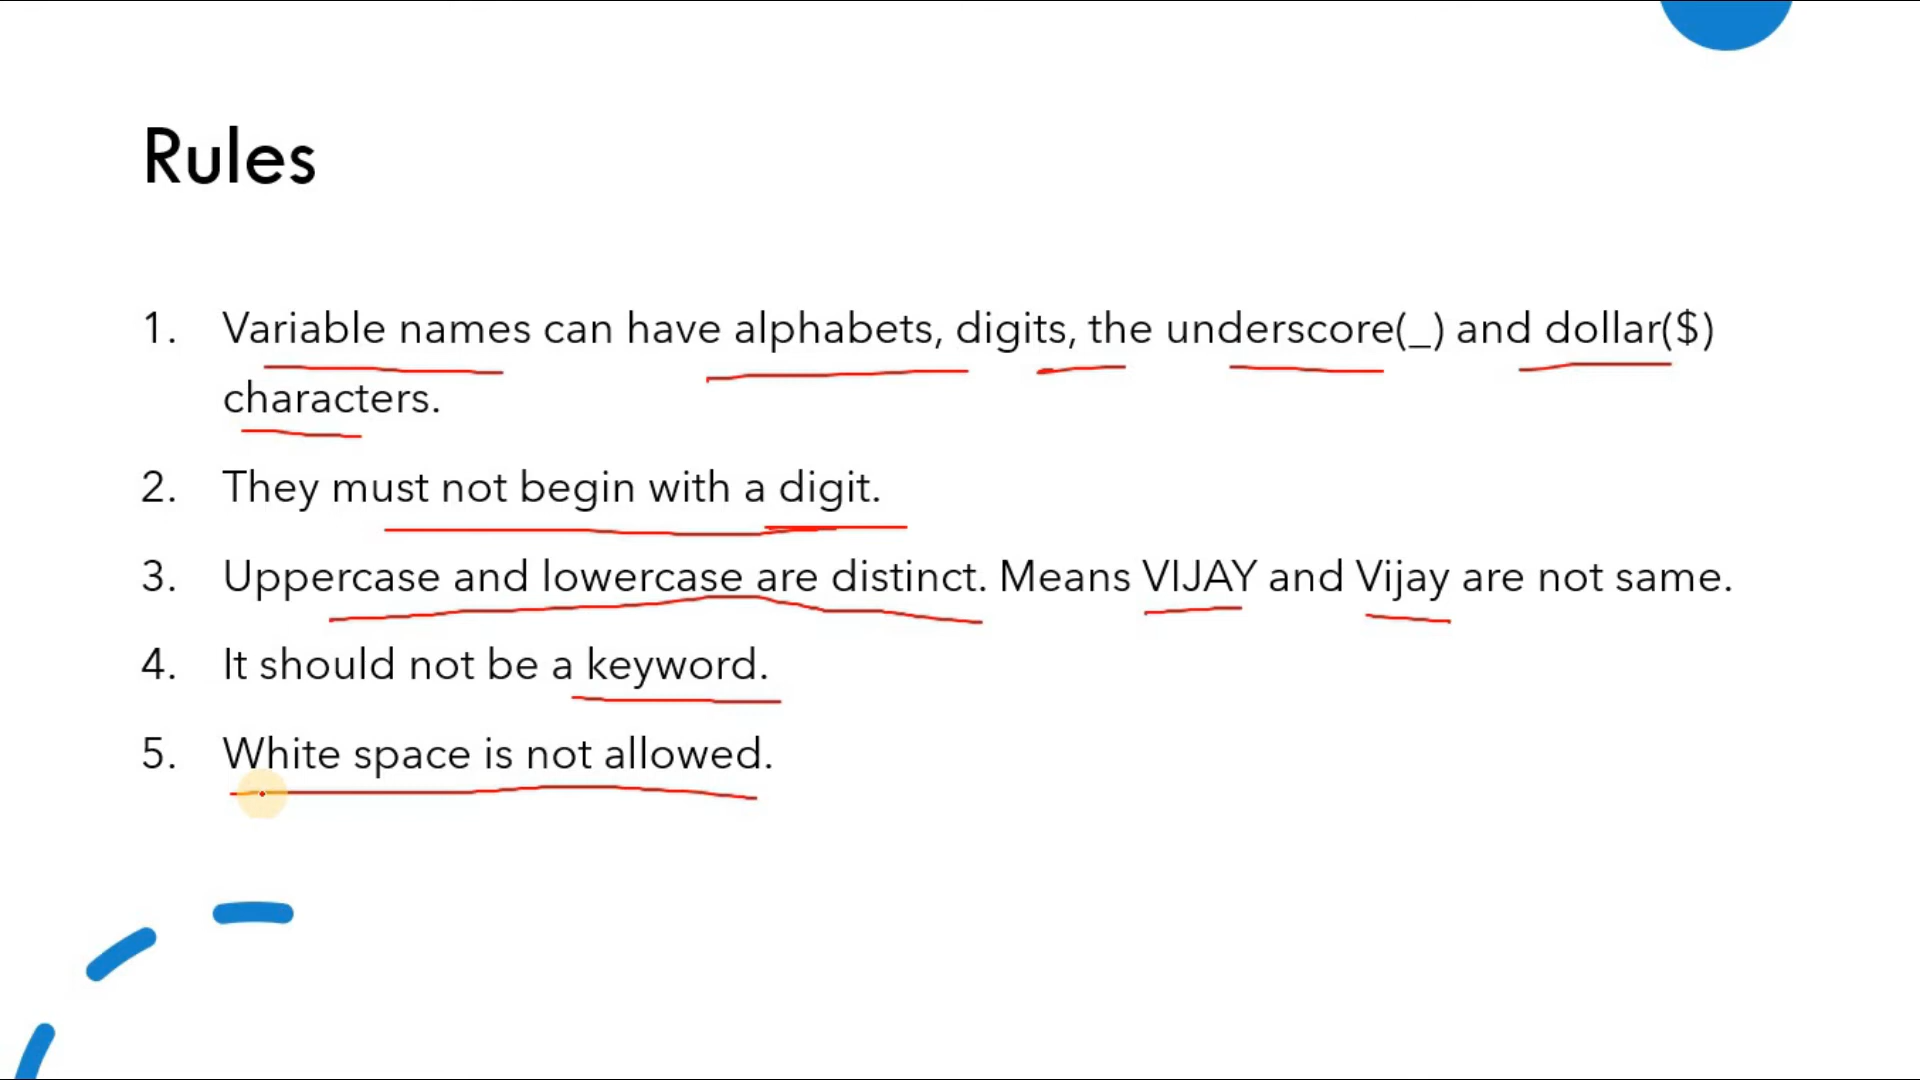 Rules
1. Variable names can have alphabets, digits, the underscore(_) and dollar($)
characters.
2. They must not begin with a digit.
3. Uppercase and lowercase are distinct. Means VIJAY and Vijay are not same.
4. It should not be a keyword.
5. White space is not allowed.